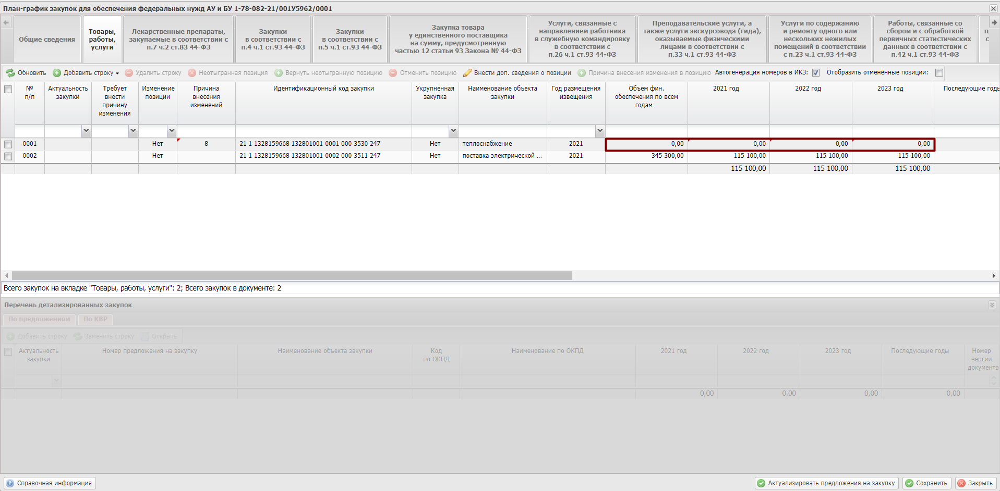 План-график закупок для обеспечения федеральных нужд АУ и БУ 1-78-082-21/001У5962/0001
Общие сведения
Товары,
работы,
услуги
Лекарственные препараты,
закупаемые в соответствии с
п.7 ч.2 ст.83 44-ФЗ
Закупки
в соответствии с
п.4 ч.1 ст.93 44-ФЗ
Закупки
в соответствии с
п.5 ч.1 ст.93 44-ФЗ
Закупка товара
у единственного поставщика
на сумму, предусмотренную
частью 12 статьи 93 Закона № 44-ФЗ
Услуги, связанные с
направлением работника
в служебную командировку
в соответствии с
п.26 ч.1 ст.93 44-ФЗ
Преподавательские услуги, а
также услуги экскурсовода (гида),
оказываемые физическими
лицами в соответствии с
п.33 ч.1 ст.93 44-ФЗ
Услуги по содержанию
и ремонту одного или
нескольких нежилых
помещений в соответствии
с п.23 ч.1 ст.93 44-ФЗ
Работы, связанные со
сбором и с обработкой
первичных статистических
данных в соответствии с
п.42 ч.1 ст.93 44-ФЗ
Обновить Добавить строку Удалить строку Неотыгранная позиция Вернуть неотыгранную позицию Отменить позицию Внести доп. сведения о позиции Причина внесения изменения в позицию Автогенерация номеров в ИКЗ: Отобразить отменённые позиции:
№
п/п
Актуальность
закупки
Требует
внести
причину
изменения
Изменение
позиции
Причина
внесения
изменений
Идентификационный код закупки
Укрупненная
закупка
Наименование объекта
закупки
Год размещения
извещения
Объем фин.
обеспечения по всем
годам
2021 год
2022 год
2023 год
Последующие годы
0001 Нет 8 21 1 1328159668 132801001 0001 000 3530 247 Нет теплоснабжение 2021 0,00 0,00 0,00 0,00
0002 Нет 21 1 1328159668 132801001 0002 000 3511 247 Нет поставка электрической ... 2021 345 300,00 115 100,00 115 100,00 115 100,00
115 100,00 115 100,00 115 100,00
Всего закупок на вкладке "Товары, работы, услуги": 2; Всего закупок в документе: 2
Перечень детализированных закупок
По предложениям По КВР
Добавить строку Заменить строку Открыть
Актуальность
закупки
Номер предложения на закупку
Наименование объекта закупки
Код
по ОКПД
Наименование по ОКПД
2021 год
2022 год
2023 год
Последующие годы
Номер
версии
документа
0,00 0,00 0,00 0,00
Справочная информация Актуализировать предложения на закупку Сохранить Закрыть